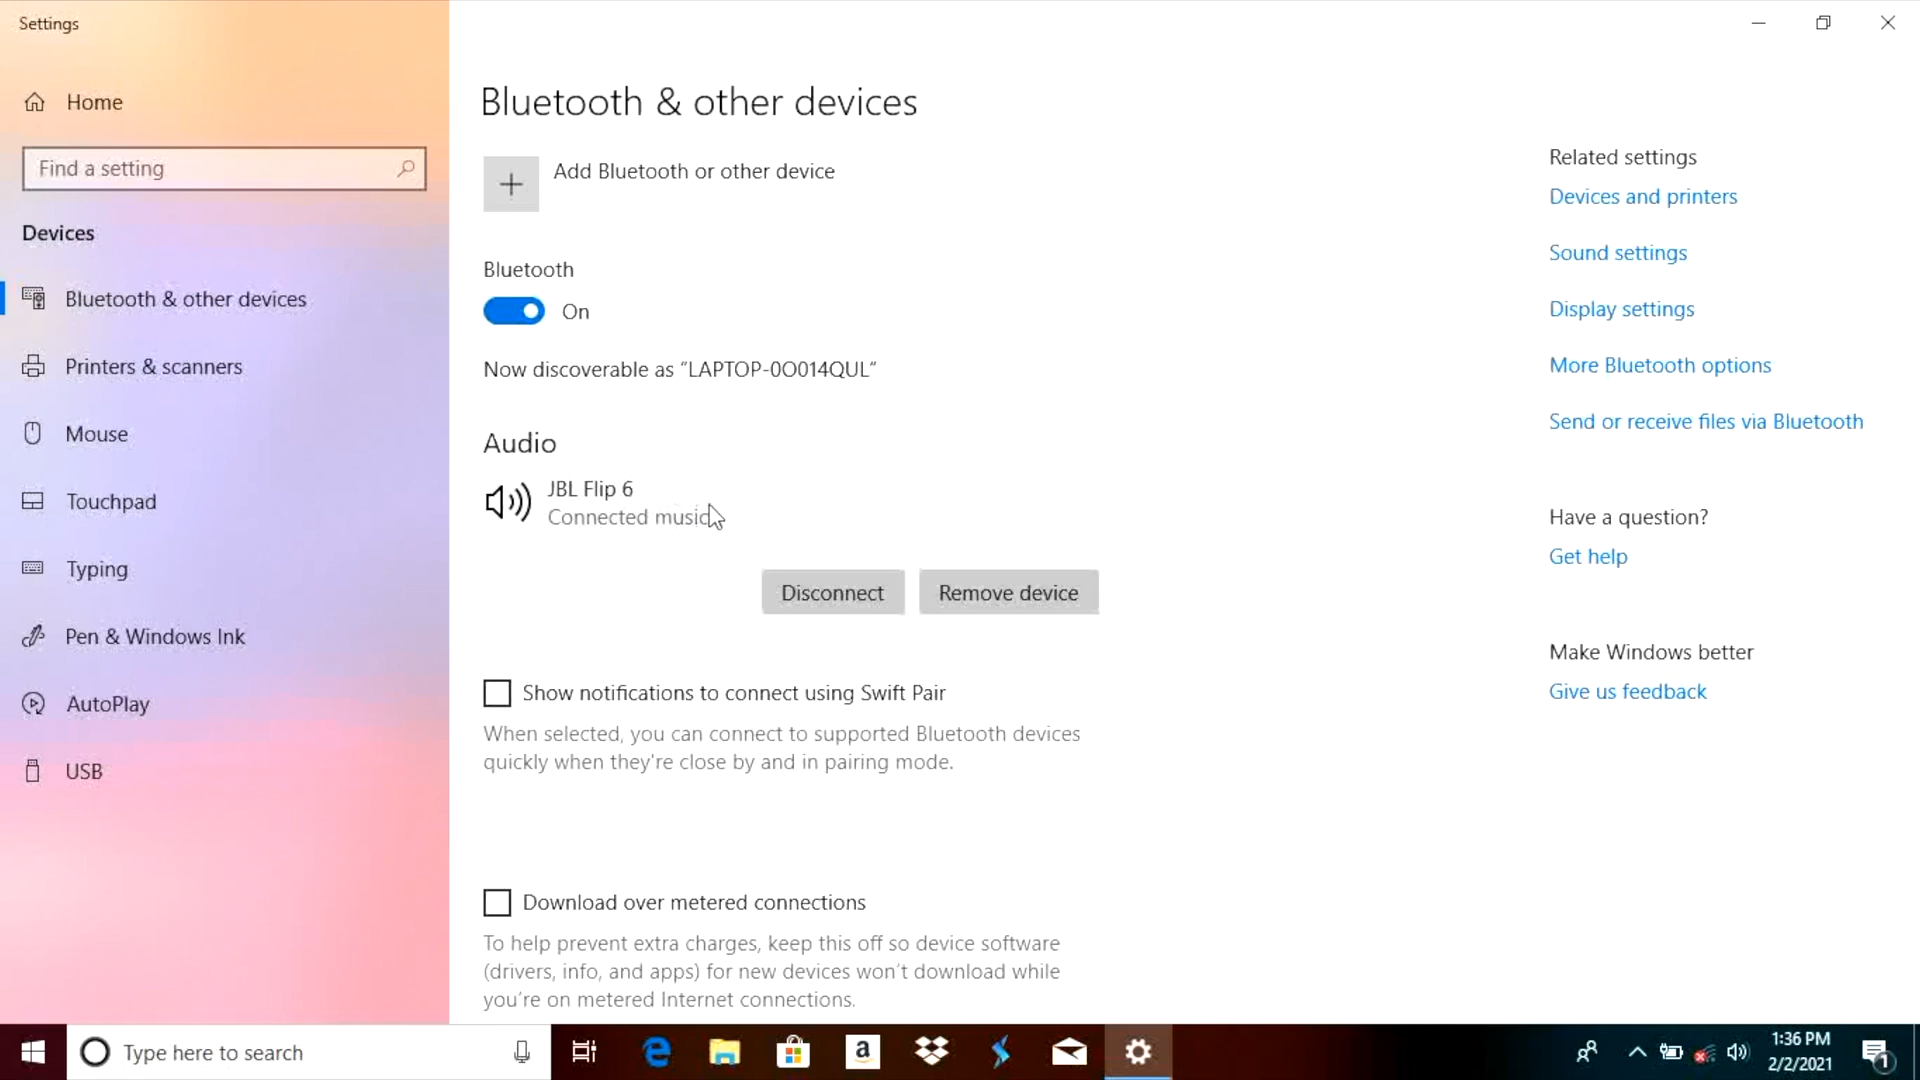 Settings
Home
Find a setting
Devices
Bluetooth & other devices
Printers & scanners
Mouse
Touchpad
Typing
Pen & Windows Ink
AutoPlay
USB
Bluetooth & other devices
Add Bluetooth or other device
Bluetooth
On
Now discoverable as “LAPTOP-0O014QUL”
Audio
JBL Flip 6
Connected music
Disconnect
Remove device
Show notifications to connect using Swift Pair
When selected, you can connect to supported Bluetooth devices
quickly when they're close by and in pairing mode.
Download over metered connections
To help prevent extra charges, keep this off so device software
(drivers, info, and apps) for new devices won't download while
you're on metered Internet connections.
Related settings
Devices and printers
Sound settings
Display settings
More Bluetooth options
Send or receive files via Bluetooth
Have a question?
Get help
Make Windows better
Give us feedback
Type here to search
a
1:36 PM
2/2/2021
1